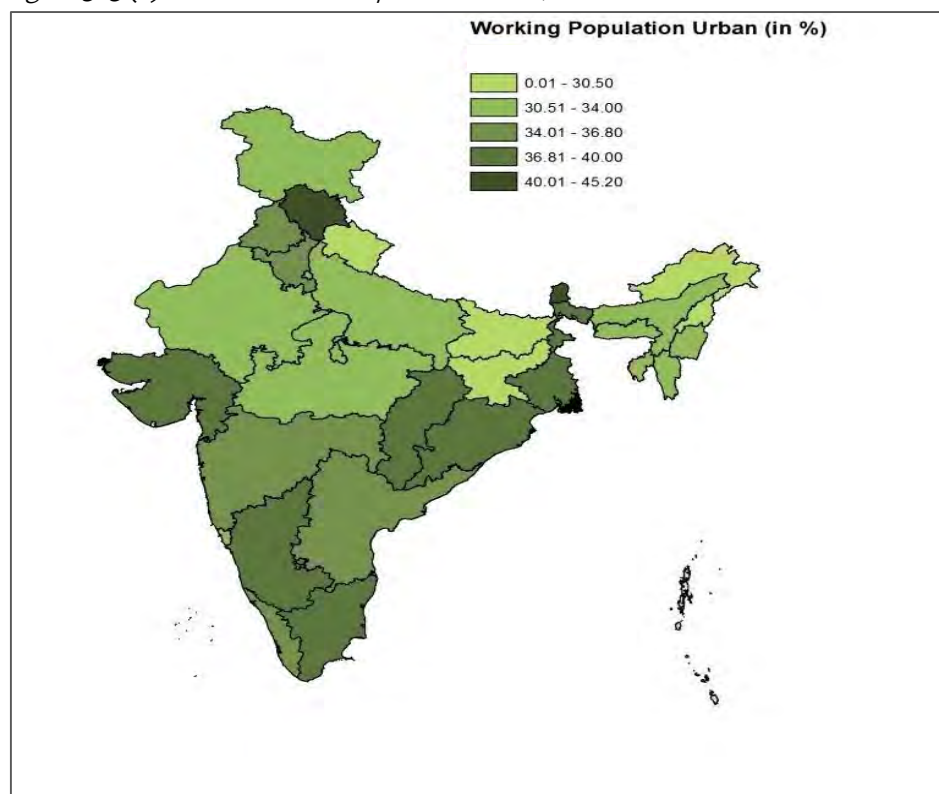 Working Population Urban (in %)
0.01 - 30.50
30.51 - 34.00
34.01 - 36.80
36.81 - 40.00
40.01 - 45.20